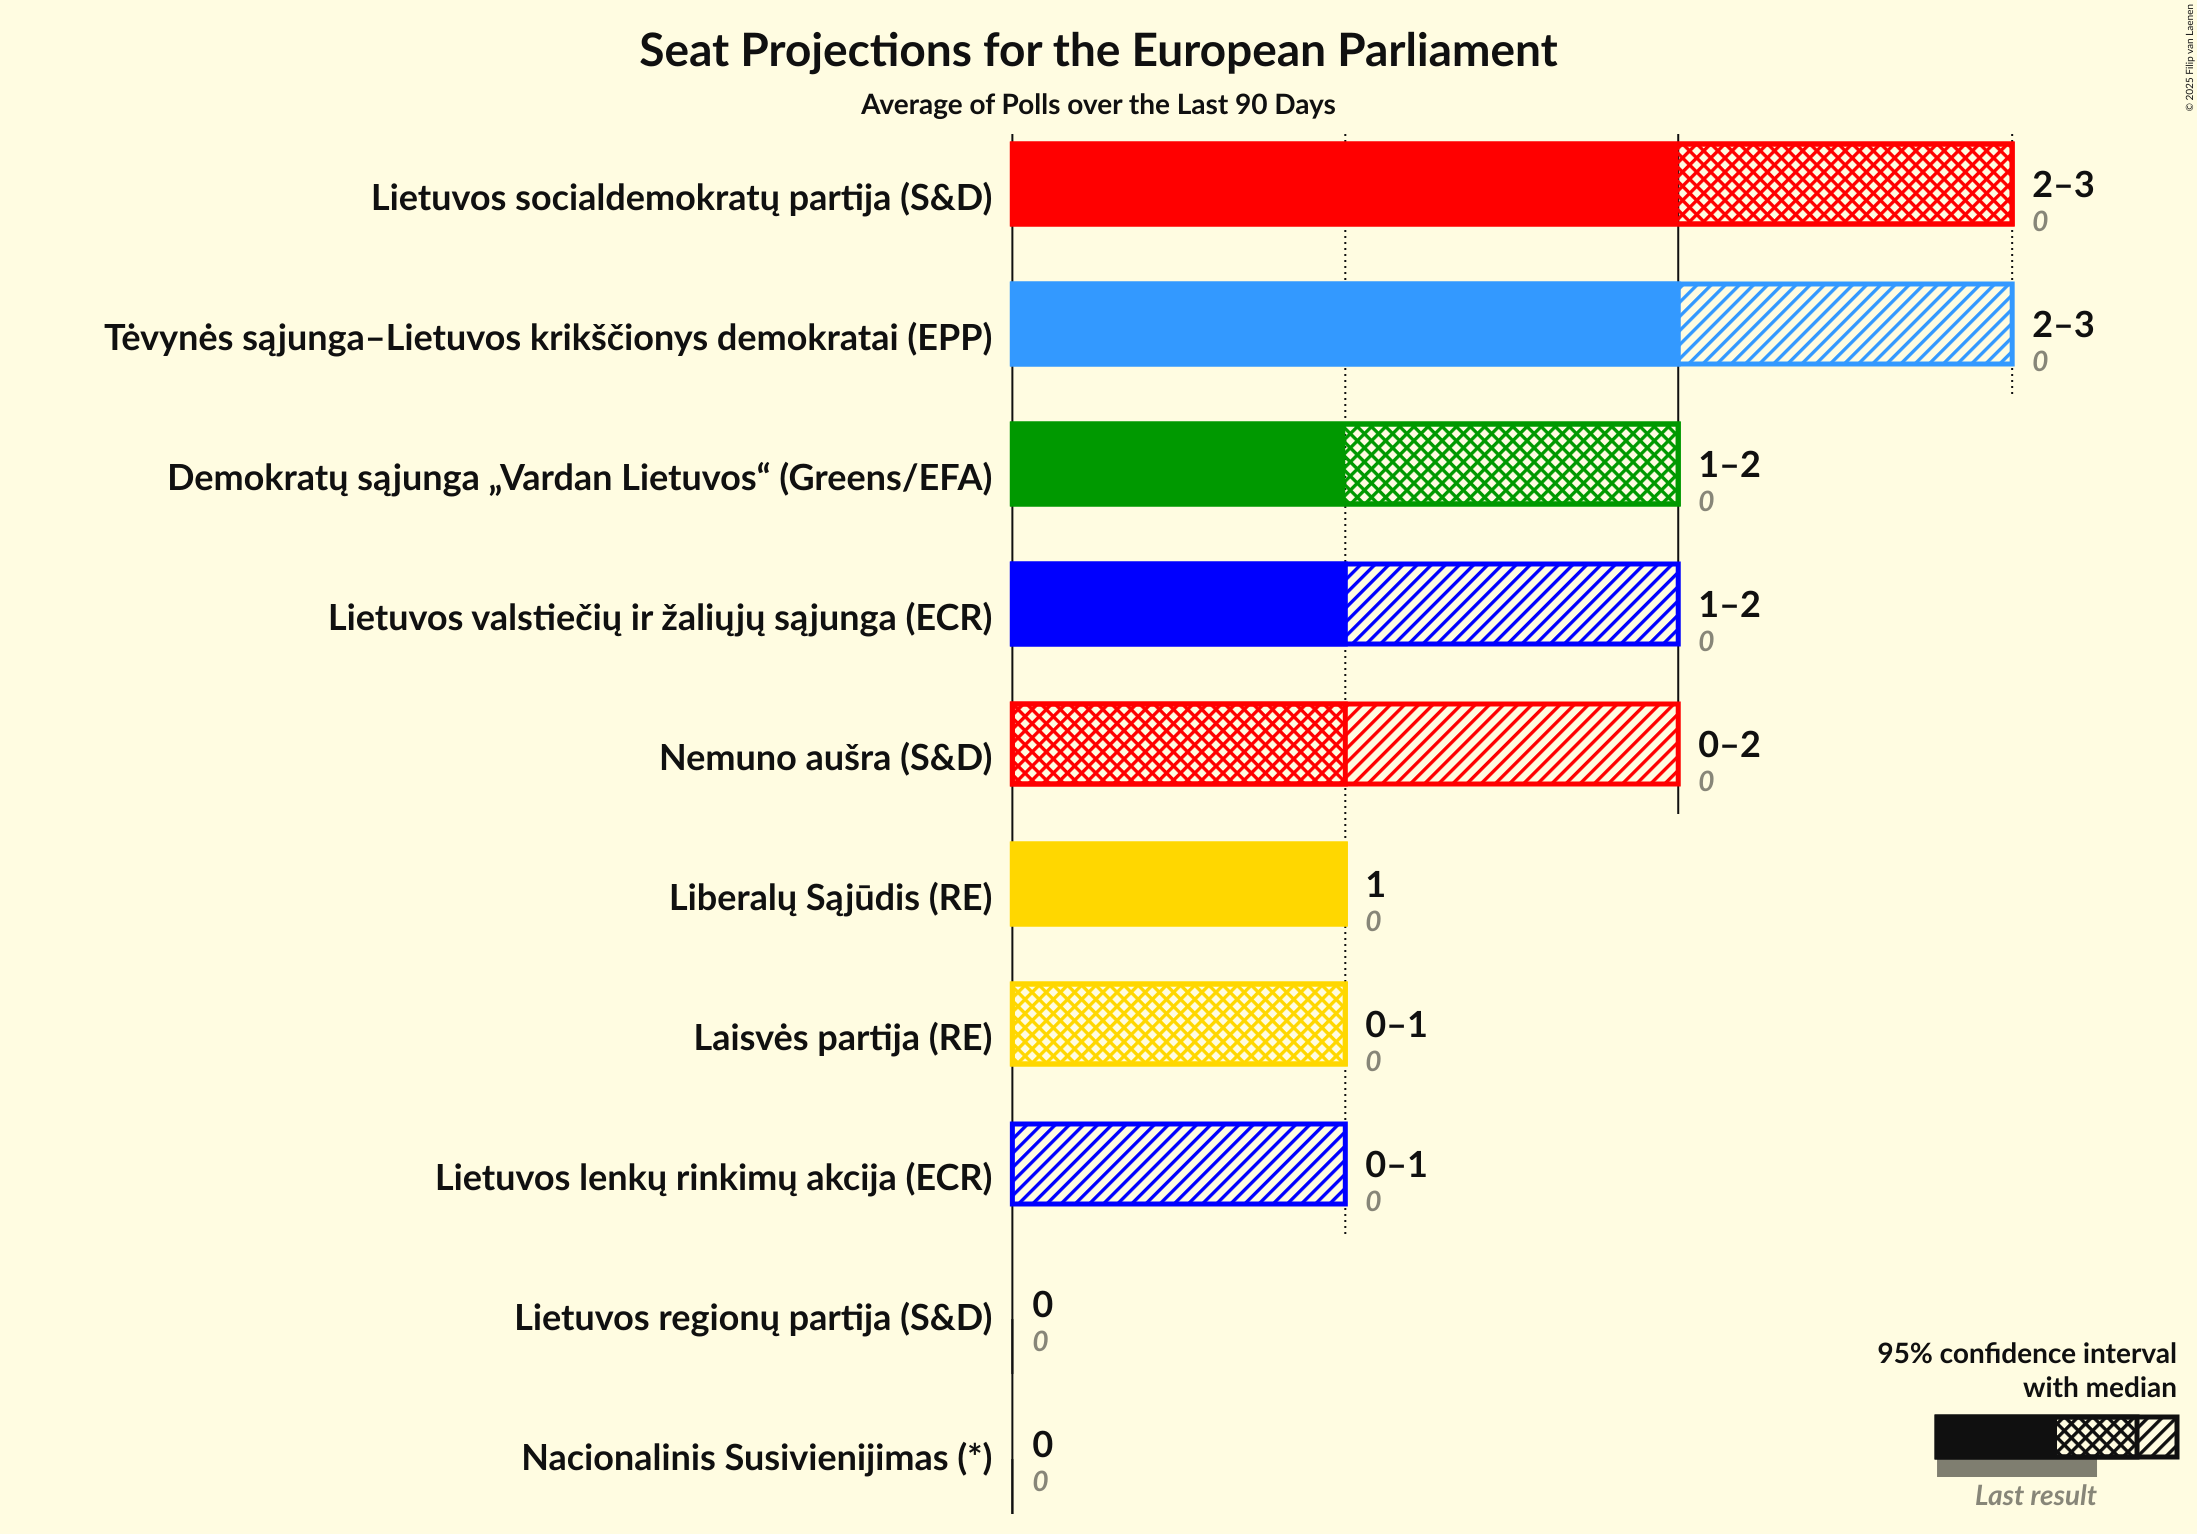 Seat Projections for the European Parliament
Average of Polls over the Last 90 Days
© 2025 Filip van Laenen
Lietuvos socialdemokratų partija (S&D)
2–3
0
Tėvynės sąjunga–Lietuvos krikščionys demokratai (EPP)
2–3
0
Demokratų sąjunga „Vardan Lietuvos“ (Greens/EFA)
1–2
0
Lietuvos valstiečių ir žaliųjų sąjunga (ECR)
1–2
0
Nemuno aušra (S&D)
0–2
0
Liberalų Sąjūdis (RE)
1
0
Laisvės partija (RE)
0–1
0
Lietuvos lenkų rinkimų akcija (ECR)
0–1
0
Lietuvos regionų partija (S&D)
0
0
Nacionalinis Susivienijimas (*)
0
0
95% confidence interval
with median
Last result